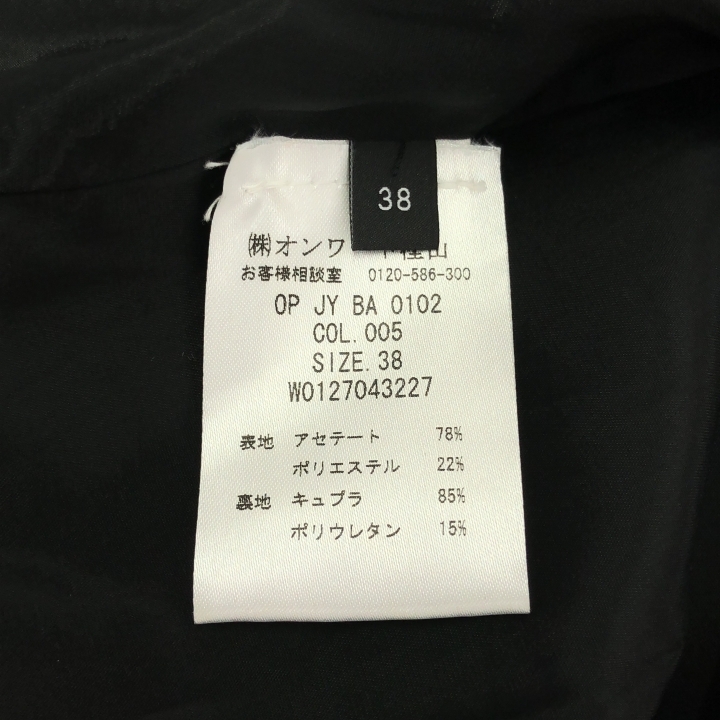 38
㈱オンワ
お客様相談室 0120-586-300
OP JY BA 0102
COL.005
SIZE.38
WO127043227
表地 アセテート 78%
ポリエステル 22%
裏地 キュプラ 85%
ポリウレタン 15%